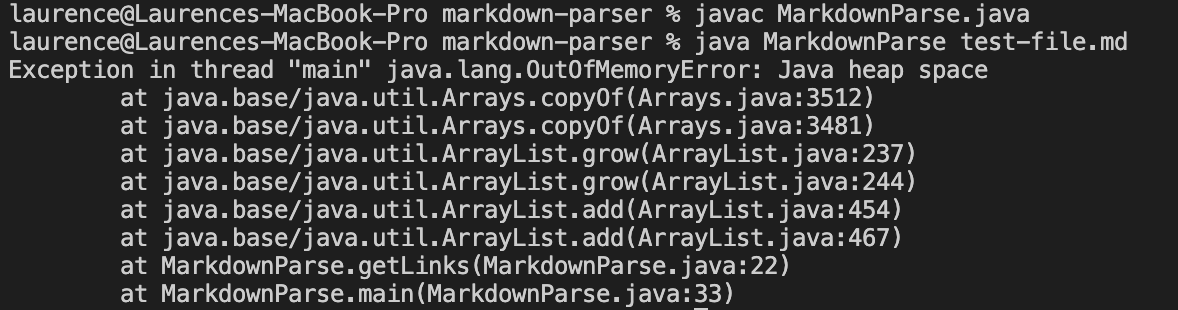 laurence@Laurences-MacBook-Pro markdown-parser % javac MarkdownParse.java
laurence@Laurences-MacBook-Pro markdown-parser % java MarkdownParse test-file.md
Exception in thread "main" java.lang.OutOfMemoryError: Java heap space
        at java.base/java.util.Arrays.copyOf(Arrays.java:3512)
        at java.base/java.util.Arrays.copyOf(Arrays.java:3481)
        at java.base/java.util.ArrayList.grow(ArrayList.java:237)
        at java.base/java.util.ArrayList.grow(ArrayList.java:244)
        at java.base/java.util.ArrayList.add(ArrayList.java:454)
        at java.base/java.util.ArrayList.add(ArrayList.java:467)
        at MarkdownParse.getLinks(MarkdownParse.java:22)
        at MarkdownParse.main(MarkdownParse.java:33)